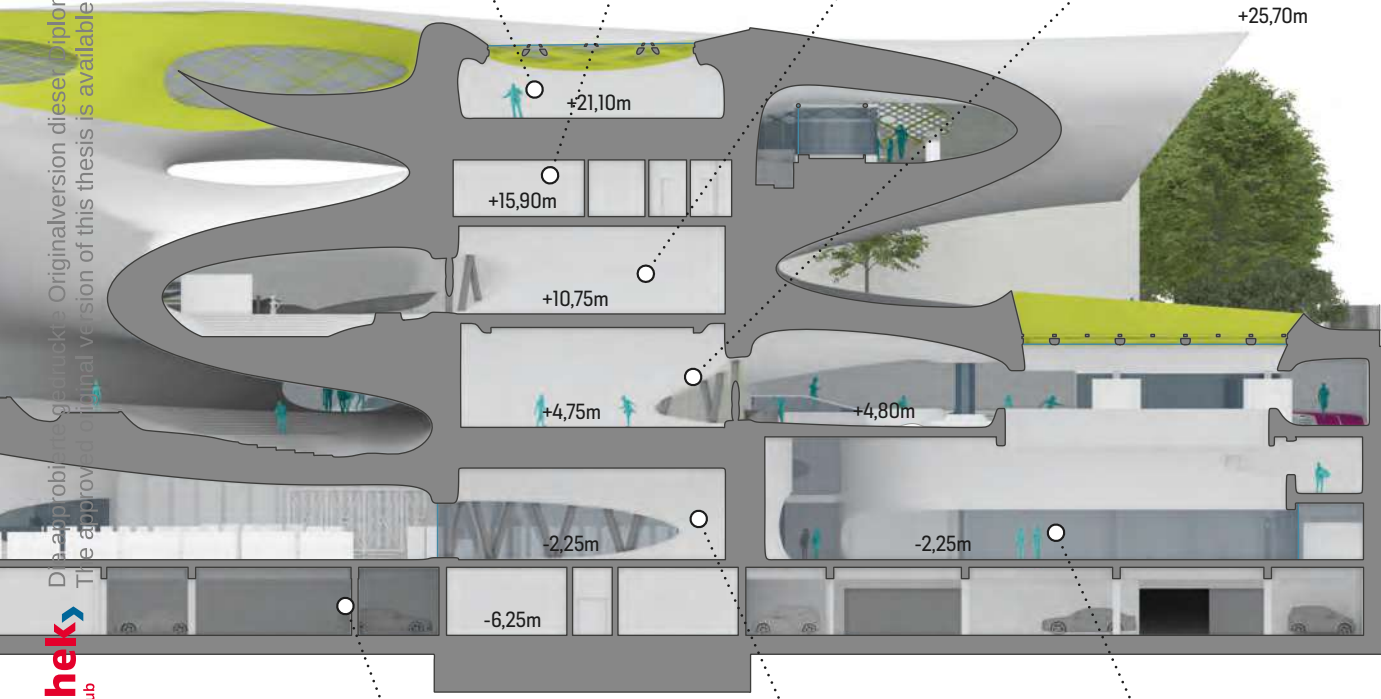 +25,70m
+21,10m
+15,90m
+10,75m
+4,75m
+4,80m
-2,25m
-2,25m
-6,25m
Die approbierte gedruckte Originalversion dieser
The approved original version of this thesis is available
hek
ub